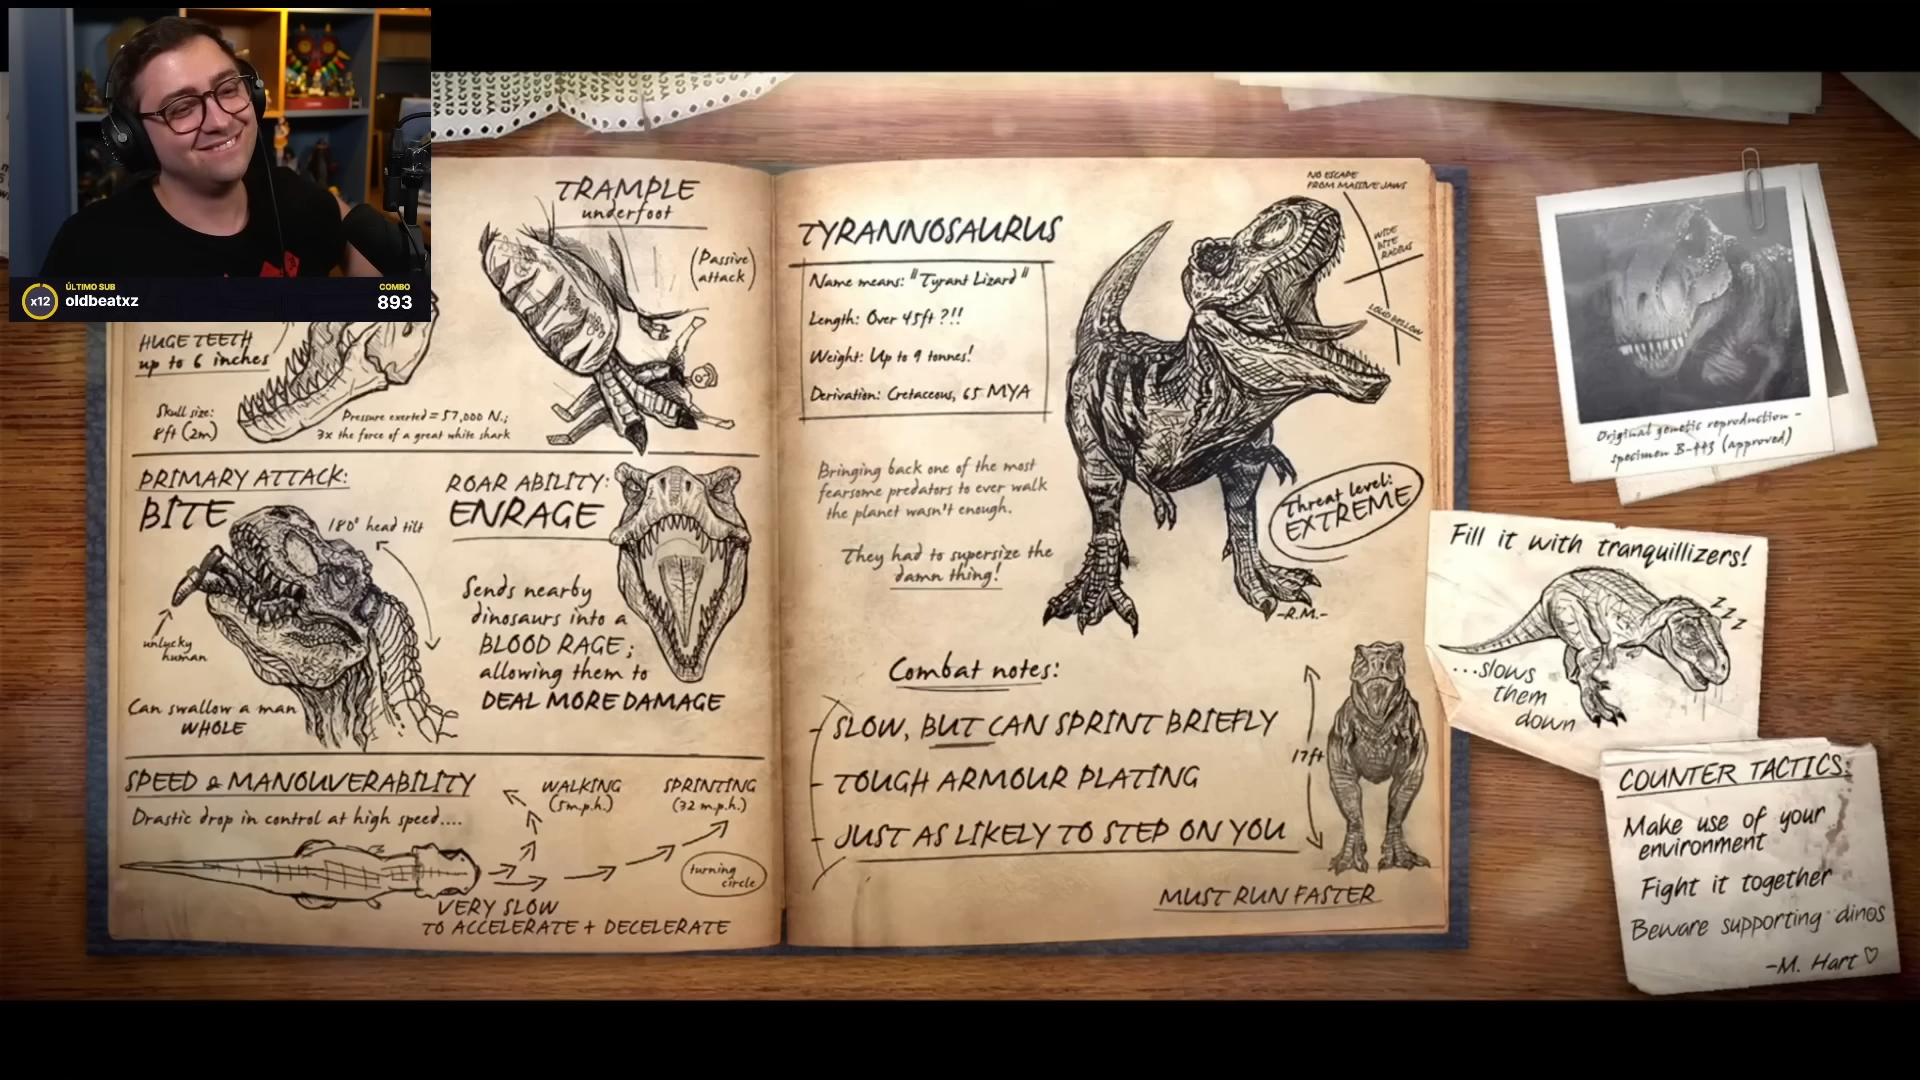 x12
ÚLTIMO SUB
oldbeatxz
COMBO
893
HUGE TEETH
up to 6 inches
Skull size:
8ft (2m)
Pressure exerted = 57,000 N.;
3x the force of a great white shark
TRAMPLE
underfoot
(Passive
attack)
PRIMARY ATTACK:
BITE
180° head tilt
unlucky
human
Can swallow a man
WHOLE
ROAR ABILITY:
ENRAGE
Sends nearby
dinosaurs into a
BLOOD RAGE;
allowing them to
DEAL MORE DAMAGE
SPEED & MANOUVERABILITY
Drastic drop in control at high speed....
WALKING
(5m.p.h.)
SPRINTING
(32 m.p.h.)
turning
circle
VERY SLOW
TO ACCELERATE + DECELERATE
TYRANNOSAURUS
Name means: "Tyrant Lizard"
Length: Over 45ft ?!!
Weight: Up to 9 tonnes!
Derivation: Cretaceous, 65 MYA
NO ESCAPE
FROM MASSIVE JAWS
WIDE
BITE
RADIUS
LOUD BELLOW
Bringing back one of the most
fearsome predators to ever walk
the planet wasn't enough.
They had to supersize the
damn thing!
Threat level:
EXTREME
-R.M.-
Combat notes:
- SLOW, BUT CAN SPRINT BRIEFLY
- TOUGH ARMOUR PLATING
- JUST AS LIKELY TO STEP ON YOU
17ft
MUST RUN FASTER
Original genetic reproduction -
specimen B-443 (approved)
Fill it with tranquillizers!
z z z z
...slows
them
down
COUNTER TACTICS:
Make use of your
environment
Fight it together
Beware supporting dinos
-M. Hart ♡